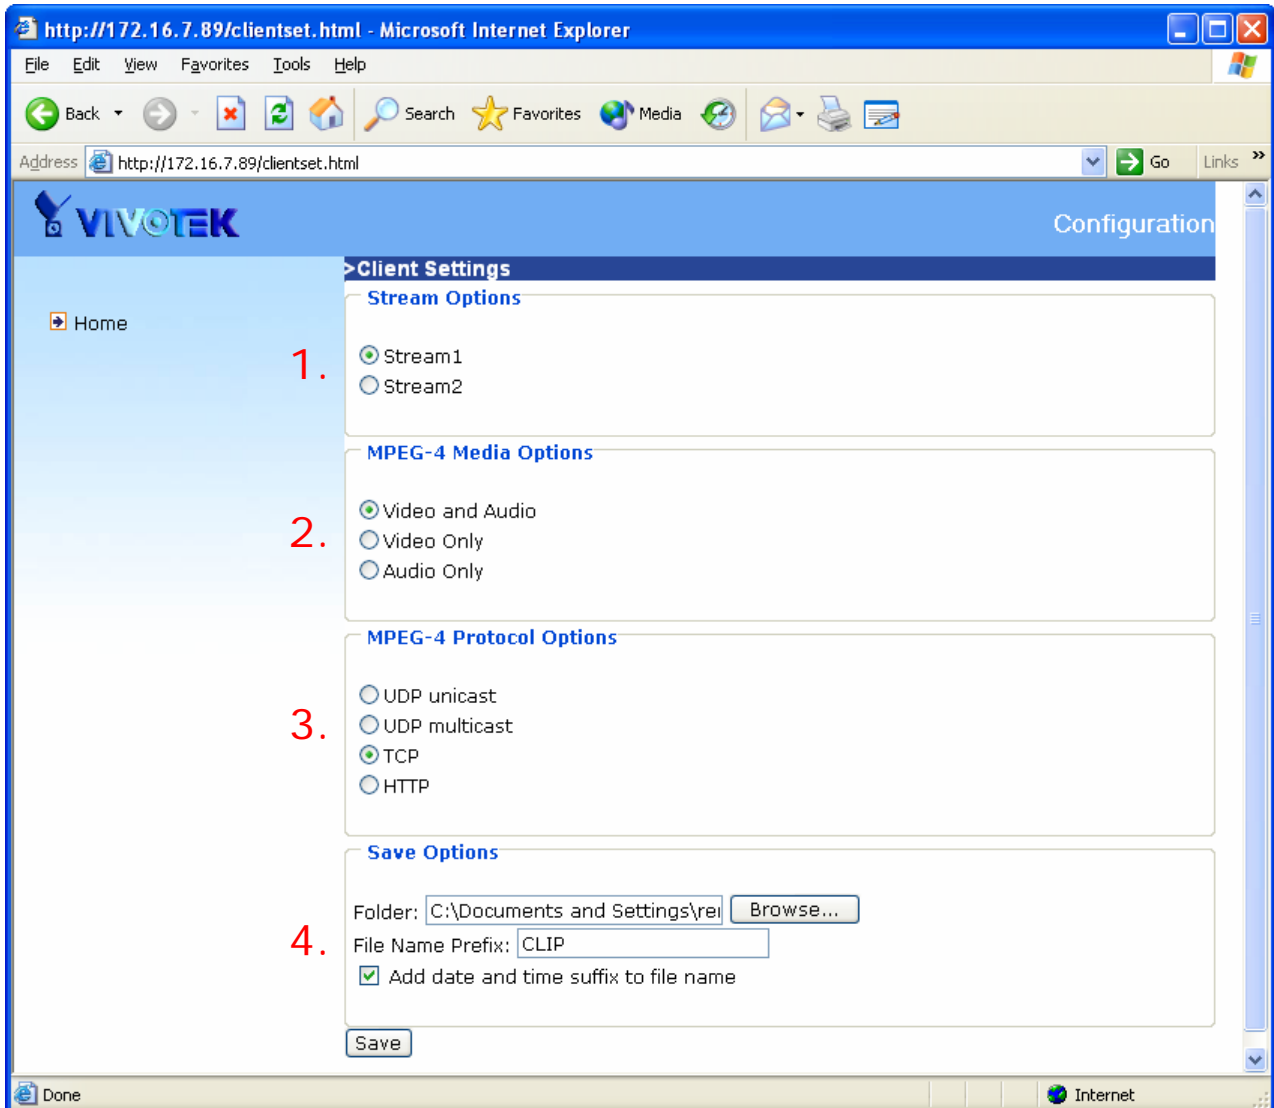 http://172.16.7.89/clientset.html - Microsoft Internet Explorer
File Edit View Favorites Tools Help
Back Search Favorites Media
Address http://172.16.7.89/clientset.html Go Links »
VIVOTEK
Configuration
>Client Settings
Home
Stream Options
1.
Stream1
Stream2
MPEG-4 Media Options
2.
Video and Audio
Video Only
Audio Only
MPEG-4 Protocol Options
3.
UDP unicast
UDP multicast
TCP
HTTP
Save Options
4.
Folder: C:\Documents and Settings\ Browse...
File Name Prefix: CLIP
Add date and time suffix to file name
Save
Done Internet